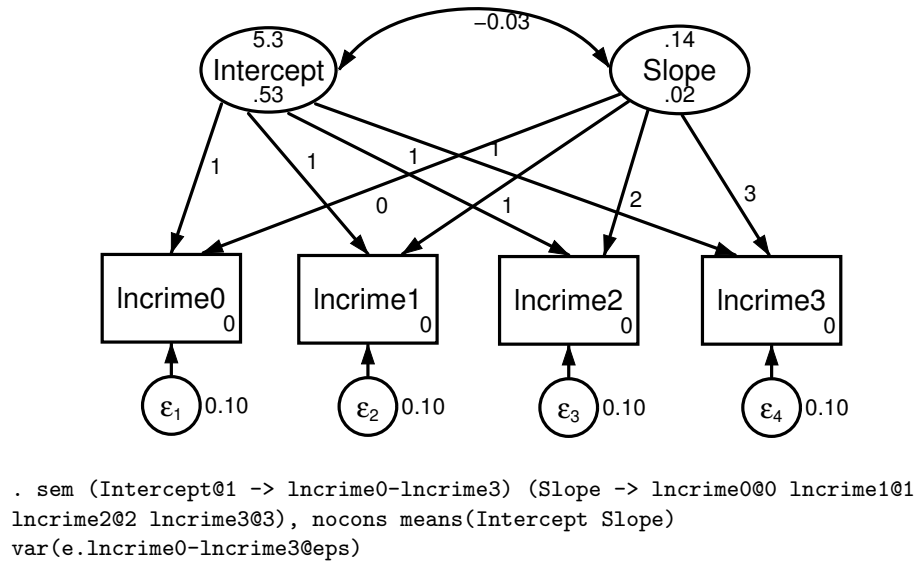 −0.03
5.3
Intercept
.53
.14
Slope
.02
1
1
1
1
0
1
2
3
lncrime0
0
lncrime1
0
lncrime2
0
lncrime3
0
ε1 0.10
ε2 0.10
ε3 0.10
ε4 0.10
. sem (Intercept@1 -> lncrime0-lncrime3) (Slope -> lncrime0@0 lncrime1@1
lncrime2@2 lncrime3@3), nocons means(Intercept Slope)
var(e.lncrime0-lncrime3@eps)